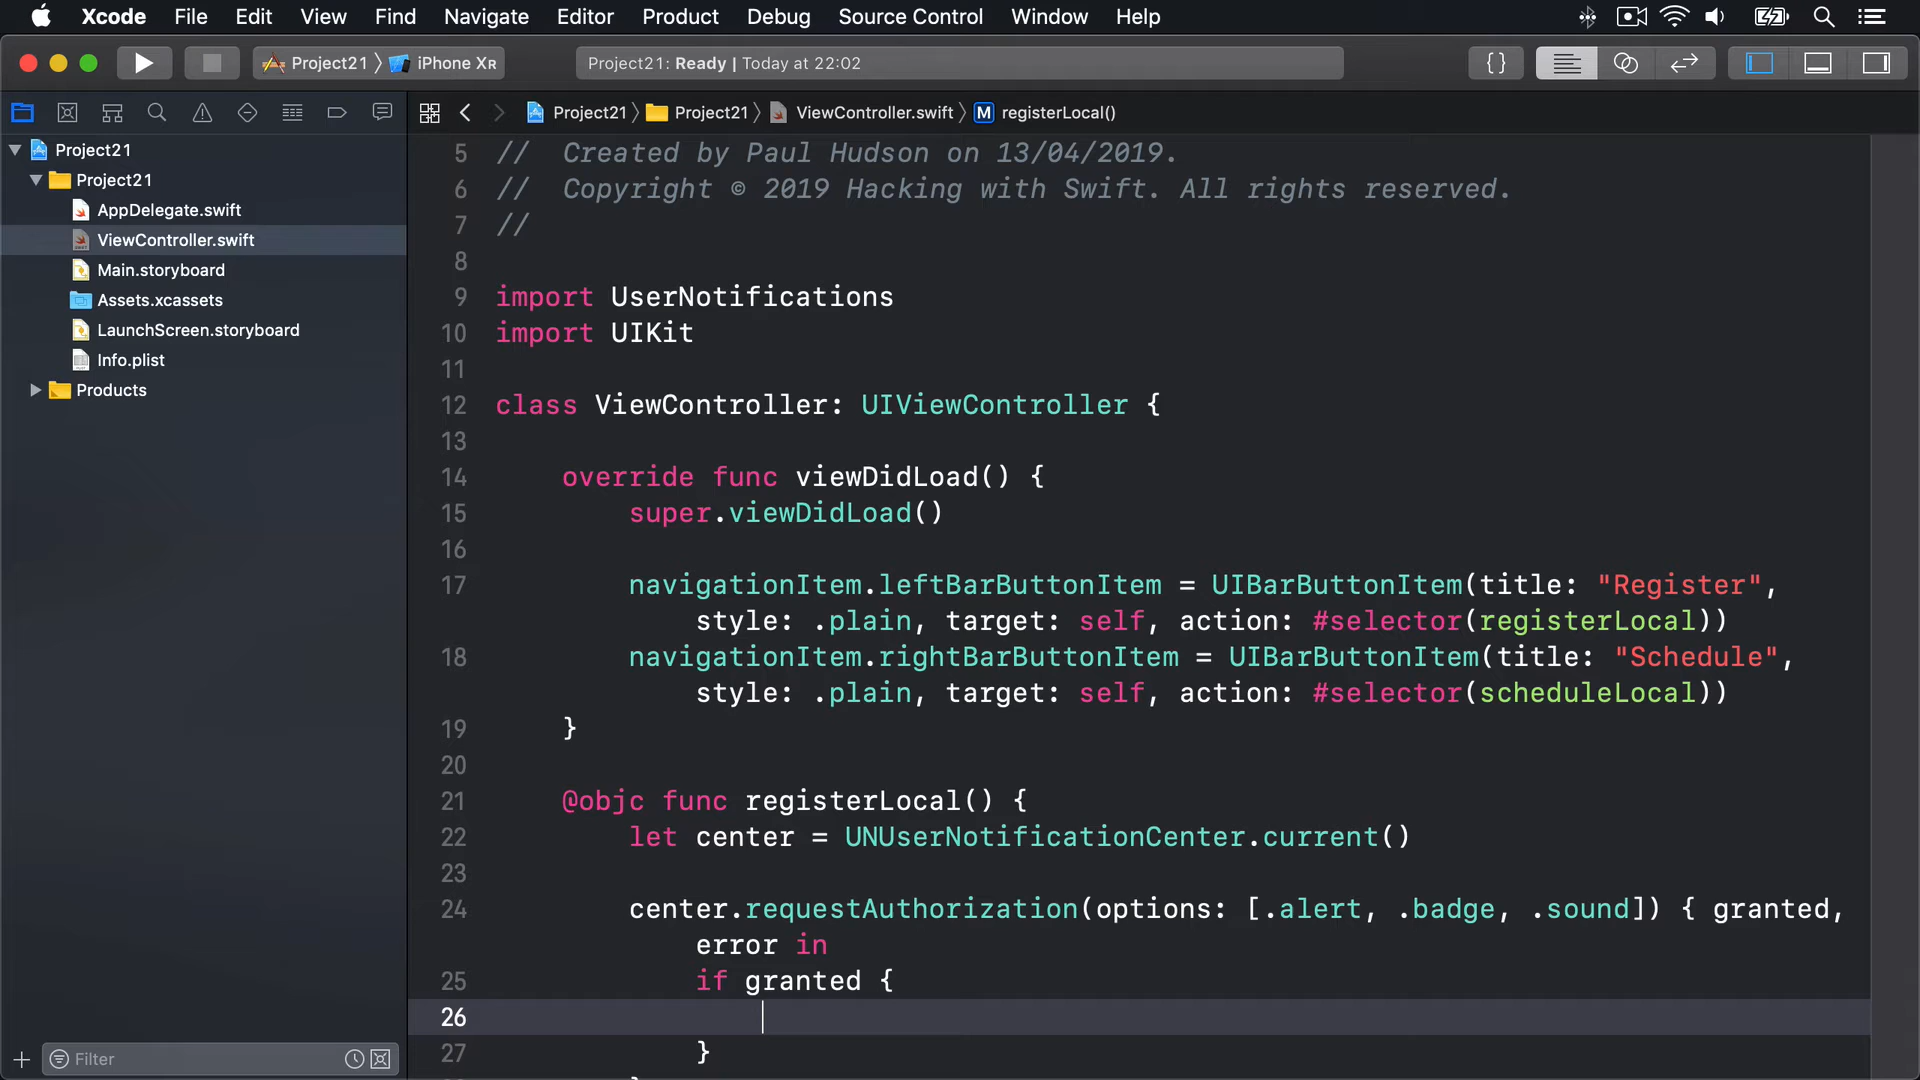 Xcode File Edit View Find Navigate Editor Product Debug Source Control Window Help
Project21 iPhone XR Project21: Ready | Today at 22:02 {}
Project21 Project21 ViewController.swift M registerLocal()
Project21
Project21
AppDelegate.swift
ViewController.swift
Main.storyboard
Assets.xcassets
LaunchScreen.storyboard
Info.plist
Products
Filter
5 // Created by Paul Hudson on 13/04/2019.
6 // Copyright © 2019 Hacking with Swift. All rights reserved.
7 //
8
9 import UserNotifications
10 import UIKit
11
12 class ViewController: UIViewController {
13
14 override func viewDidLoad() {
15 super.viewDidLoad()
16
17 navigationItem.leftBarButtonItem = UIBarButtonItem(title: "Register",
style: .plain, target: self, action: #selector(registerLocal))
18 navigationItem.rightBarButtonItem = UIBarButtonItem(title: "Schedule",
style: .plain, target: self, action: #selector(scheduleLocal))
19 }
20
21 @objc func registerLocal() {
22 let center = UNUserNotificationCenter.current()
23
24 center.requestAuthorization(options: [.alert, .badge, .sound]) { granted,
error in
25 if granted {
26
27 }